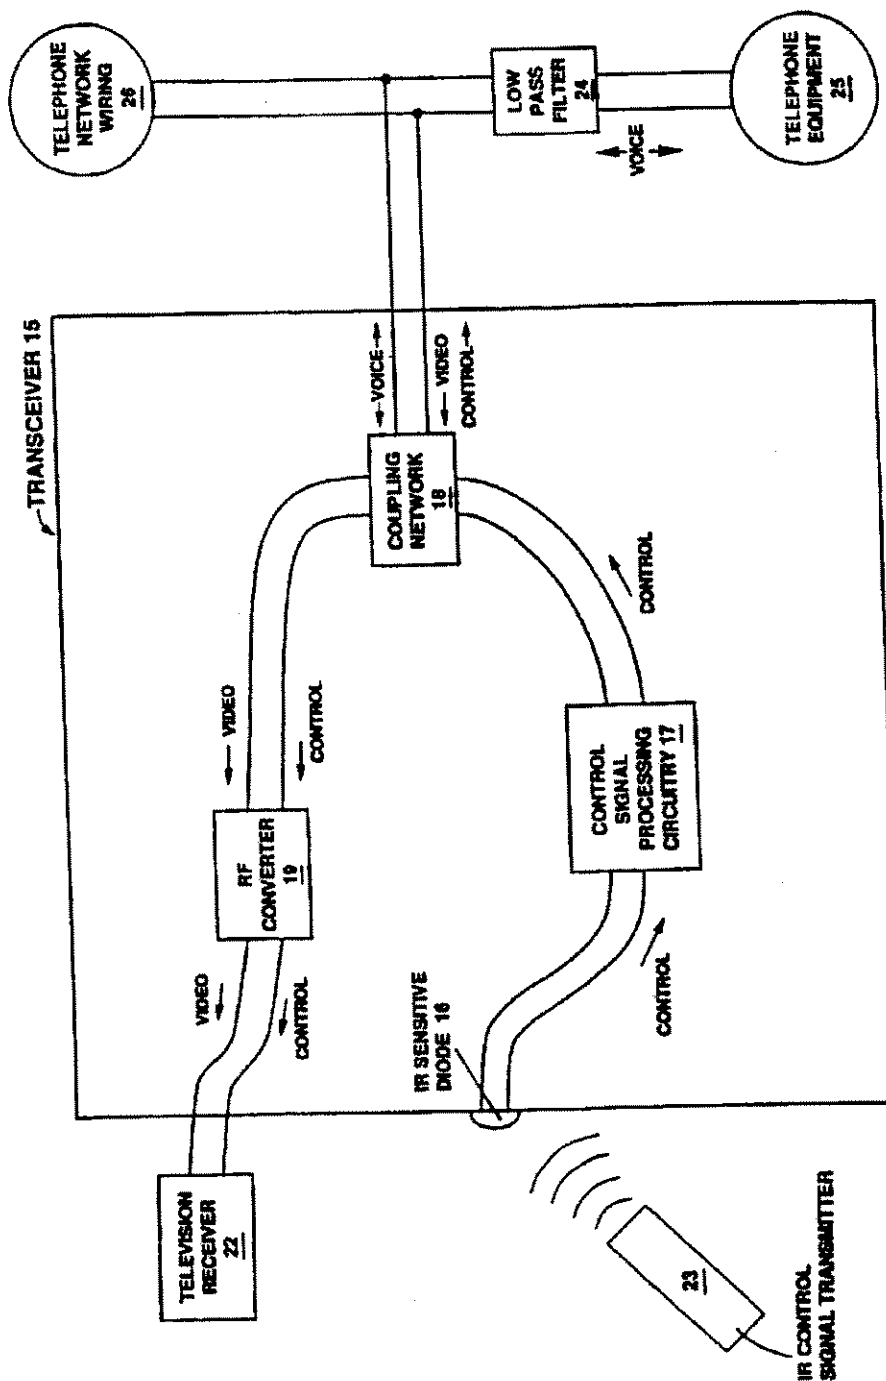 TRANSCEIVER 15
TELEVISION
RECEIVER
22
VIDEO
CONTROL
RF
CONVERTER
19
VIDEO
CONTROL
IR CONTROL
SIGNAL TRANSMITTER
23
IR SENSITIVE
DIODE 16
CONTROL
CONTROL
SIGNAL
PROCESSING
CIRCUITRY 17
CONTROL
COUPLING
NETWORK
18
VOICE
VIDEO
CONTROL
TELEPHONE
NETWORK
WIRING
26
LOW
PASS
FILTER
24
VOICE
TELEPHONE
EQUIPMENT
25